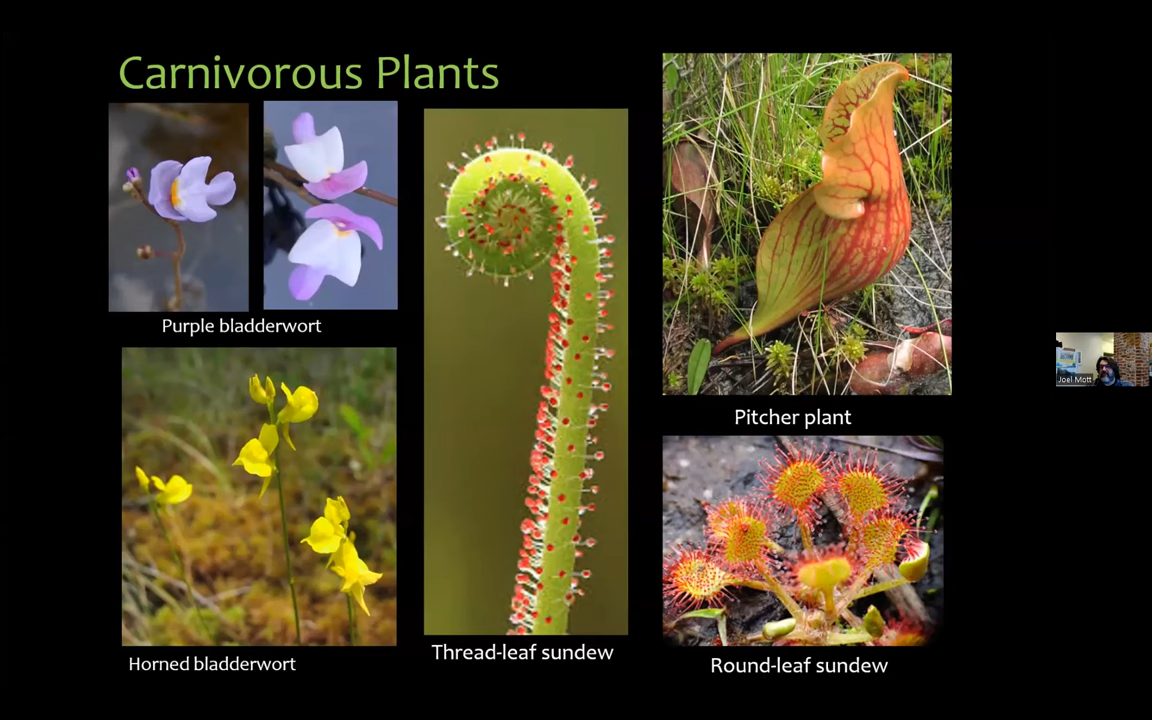 Carnivorous Plants
Purple bladderwort
Horned bladderwort
Thread-leaf sundew
Pitcher plant
Round-leaf sundew
Joel Mott